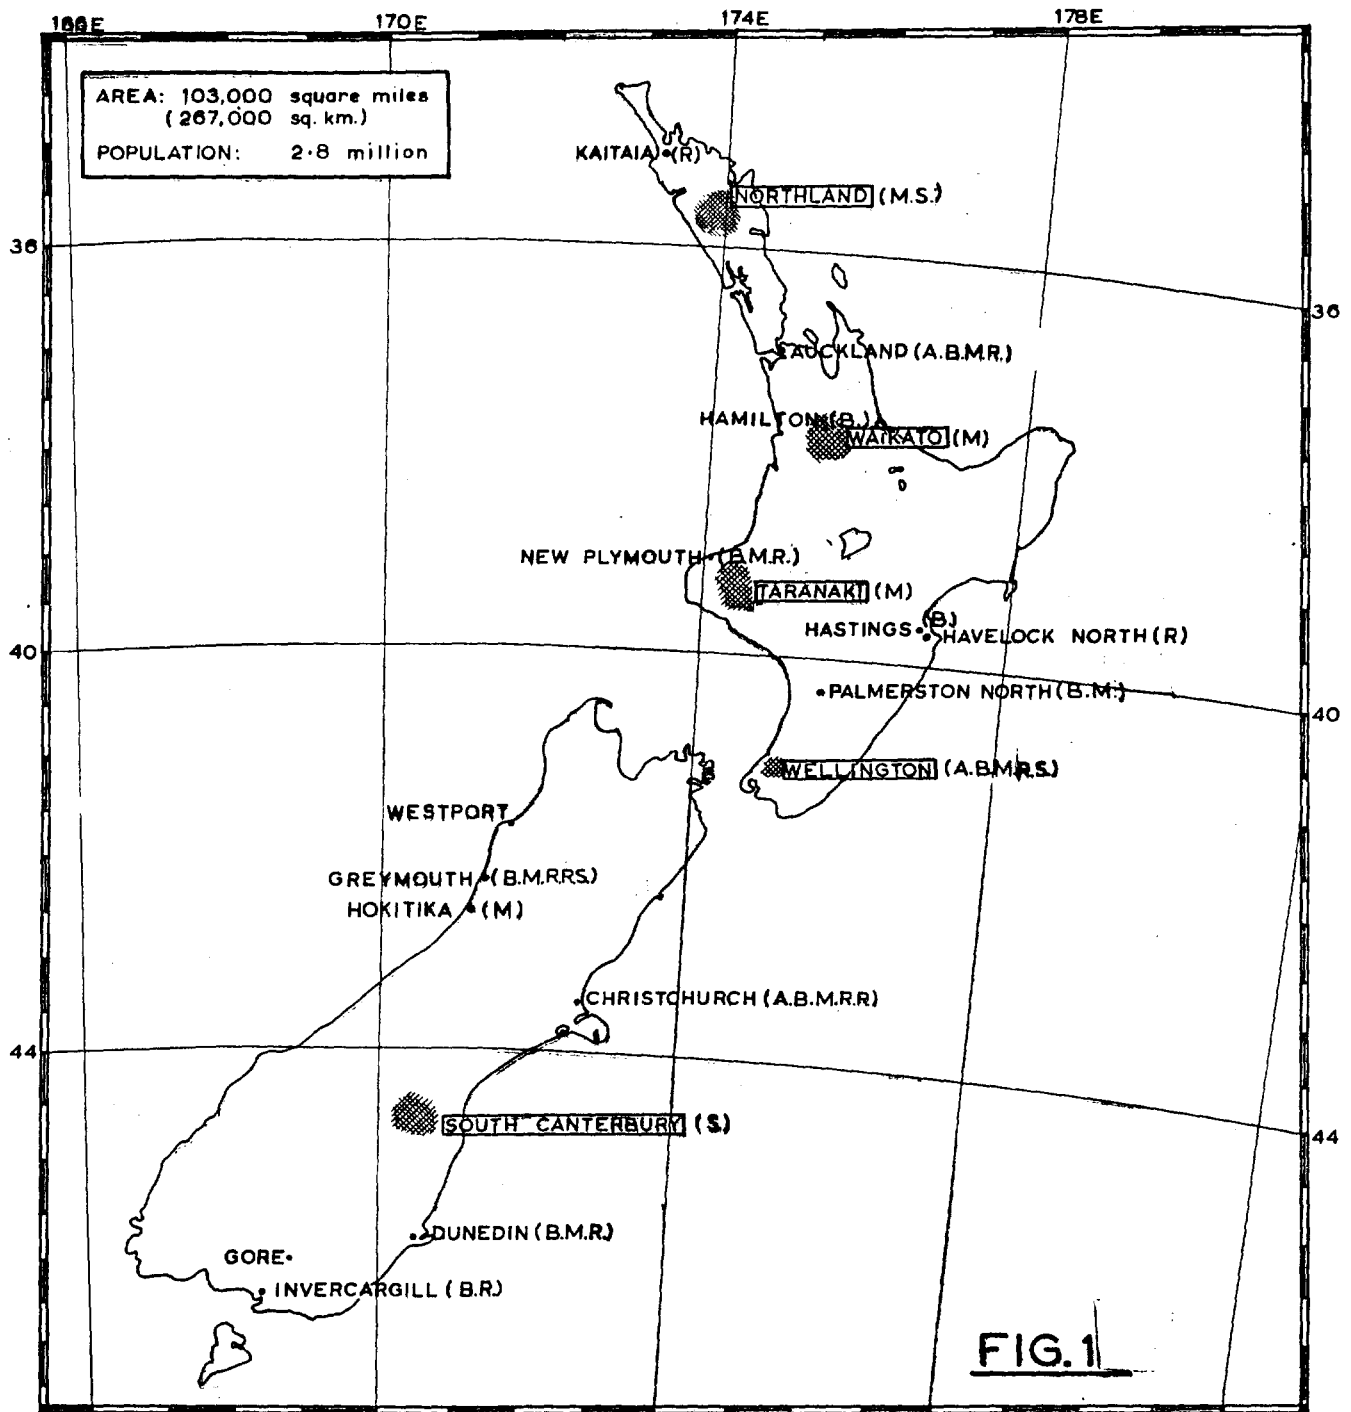 166E 170E 174E 178E
AREA: 103,000 square miles
(267,000 sq. km.)
POPULATION: 2·8 million
KAITAIA (R)
NORTHLAND (M.S.)
36
36
AUCKLAND (A.B.M.R.)
HAMILTON (B.)
WAIKATO (M)
NEW PLYMOUTH (B.M.R.)
TARANAKI (M)
HASTINGS (B.)
HAVELOCK NORTH (R)
40
PALMERSTON NORTH (B.M.)
40
WELLINGTON (A.B.M.R.S.)
WESTPORT
GREYMOUTH (B.M.R.R.S.)
HOKITIKA (M)
CHRISTCHURCH (A.B.M.R.R)
44
SOUTH CANTERBURY (S.)
44
DUNEDIN (B.M.R.)
GORE
INVERCARGILL (B.R.)
FIG. 1